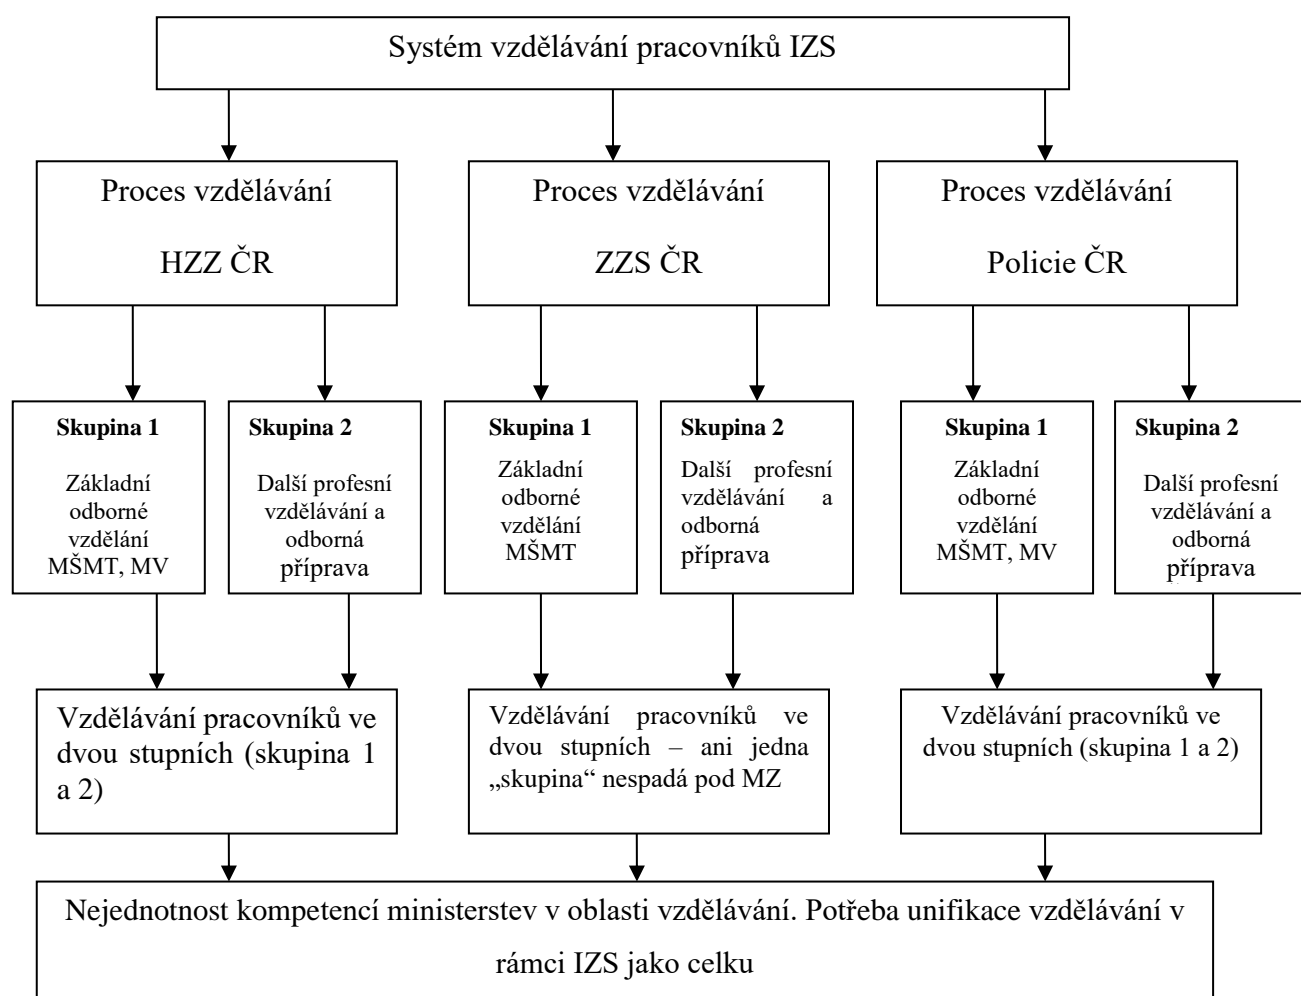 Systém vzdělávání pracovníků IZS
Proces vzdělávání
HZZ ČR
Proces vzdělávání
ZZS ČR
Proces vzdělávání
Policie ČR
Skupina 1
Základní
odborné
vzdělání
MŠMT, MV
Skupina 2
Další profesní
vzdělávání a
odborná
příprava
Skupina 1
Základní
odborné
vzdělání
MŠMT
Skupina 2
Další profesní
vzdělávání a
odborná
příprava
Skupina 1
Základní
odborné
vzdělání
MŠMT, MV
Skupina 2
Další profesní
vzdělávání a
odborná
příprava
Vzdělávání pracovníků ve
dvou stupních (skupina 1
a 2)
Vzdělávání pracovníků ve
dvou stupních – ani jedna
„skupina“ nespadá pod MZ
Vzdělávání pracovníků ve
dvou stupních (skupina 1 a 2)
Nejednotnost kompetencí ministerstev v oblasti vzdělávání. Potřeba unifikace vzdělávání v
rámci IZS jako celku